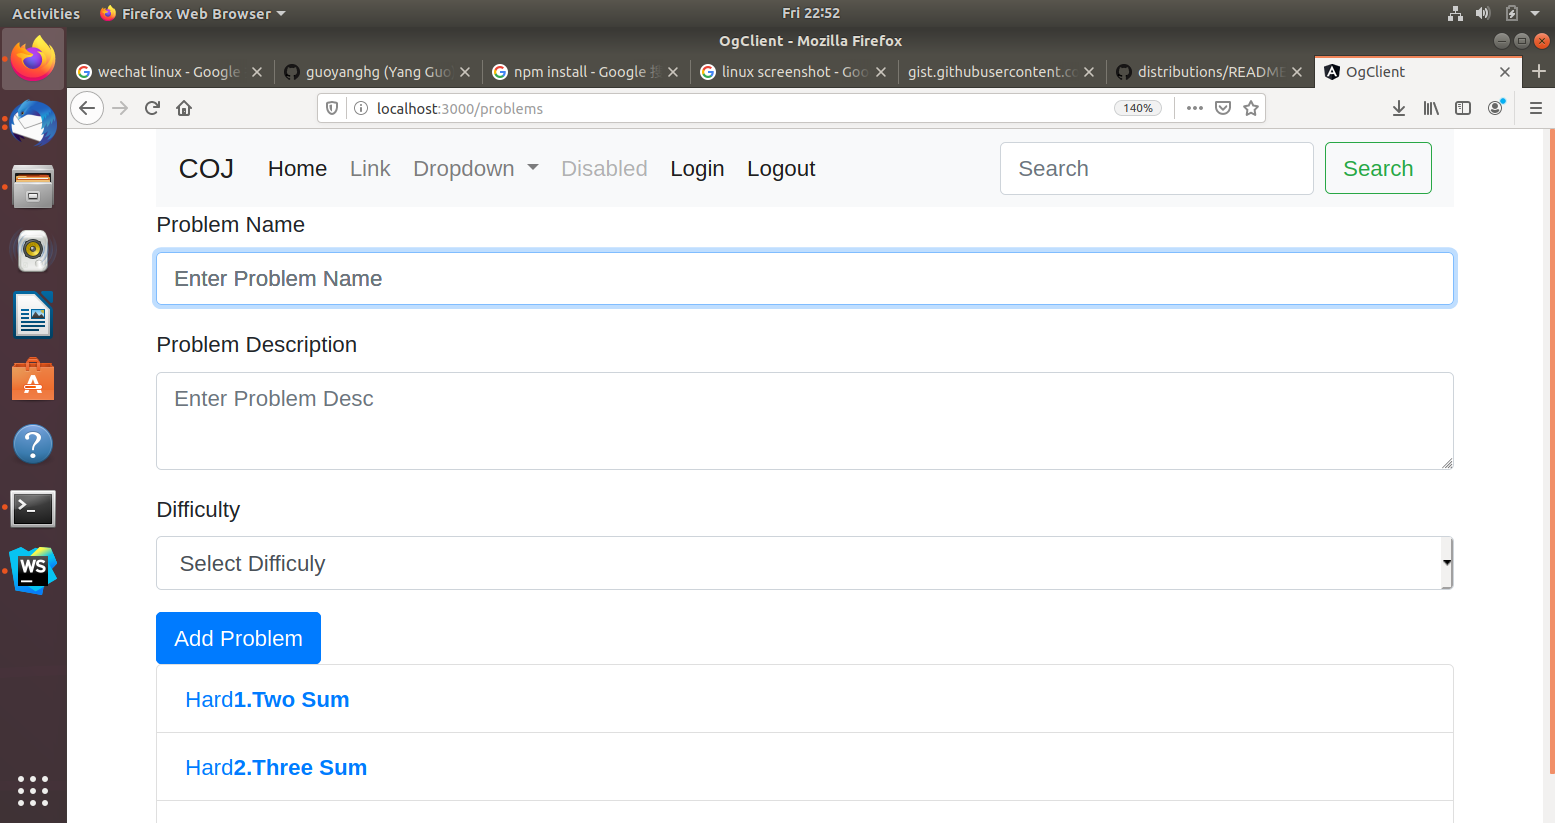 Activities Firefox Web Browser Fri 22:52
OgClient - Mozilla Firefox
wechat linux - Google guoyanghg (Yang Guo npm install - Google linux screenshot - Goo gist.githubusercontent.c distributions/README OgClient
localhost:3000/problems 140%
COJ Home Link Dropdown Disabled Login Logout Search Search
Problem Name
Enter Problem Name
Problem Description
Enter Problem Desc
Difficulty
Select Difficuly
Add Problem
Hard1.Two Sum
Hard2.Three Sum
WS